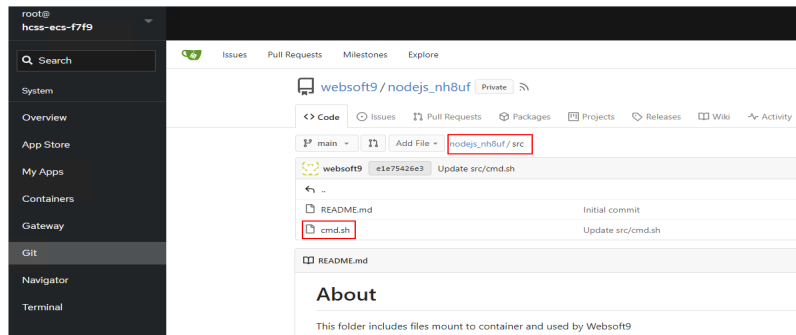 root@
hcss-ecs-f7f9
Search
System
Overview
App Store
My Apps
Containers
Gateway
Git
Navigator
Terminal
Issues Pull Requests Milestones Explore
websoft9/nodejs_nh8uf Private
<> Code Issues Pull Requests Packages Projects Releases Wiki Activity
main Add File nodejs_nh8uf/src
websoft9 e1e75426e3 Update src/cmd.sh
..
README.md Initial commit
cmd.sh Update src/cmd.sh
README.md
About
This folder includes files mount to container and used by Websoft9